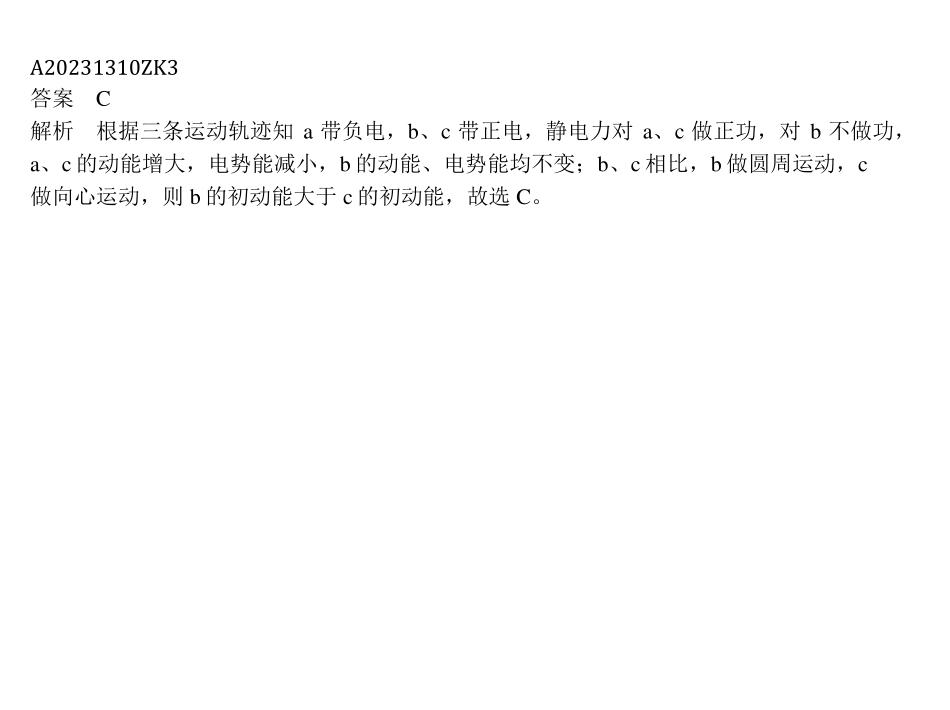 A20231310ZK3
答案 C
解析 根据三条运动轨迹知 a 带负电，b、c 带正电，静电力对 a、c 做正功，对 b 不做功，
a、c 的动能增大，电势能减小，b 的动能、电势能均不变；b、c 相比，b 做圆周运动，c
做向心运动，则 b 的初动能大于 c 的初动能，故选 C。